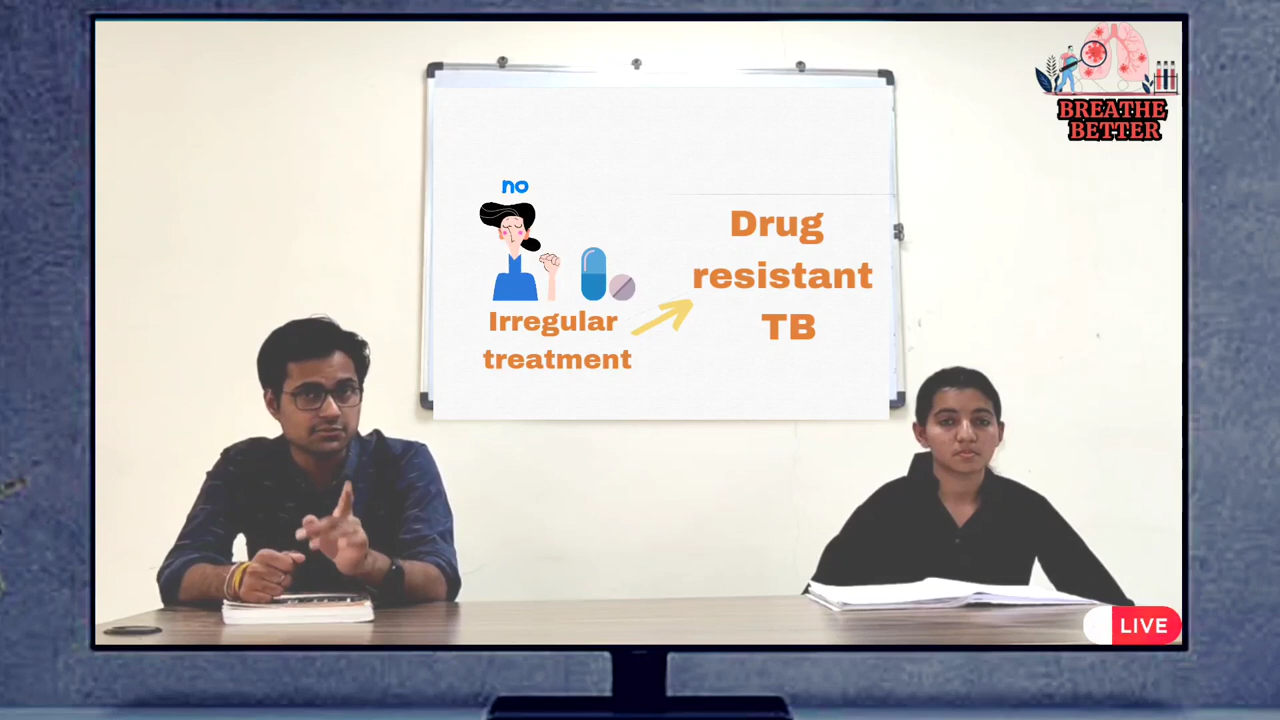 BREATHE
BETTER
no
Drug
resistant
TB
Irregular
treatment
LIVE